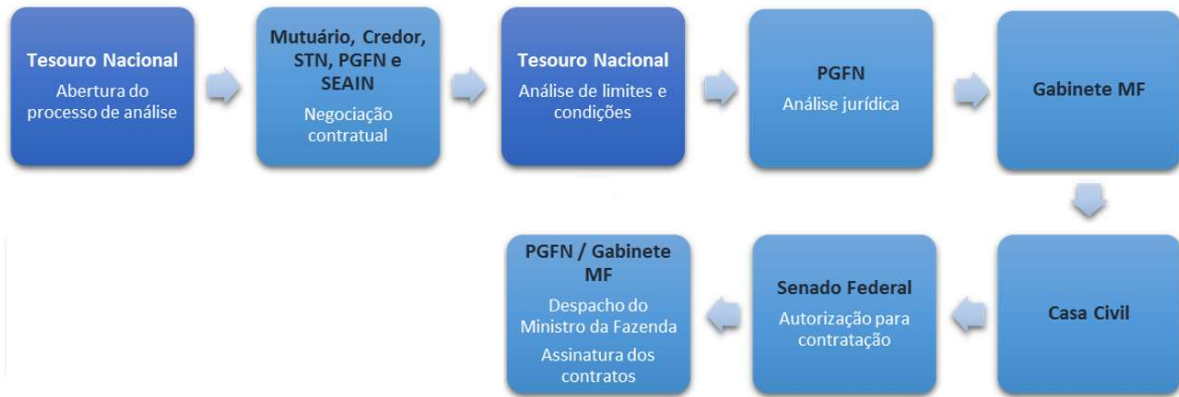 Tesouro Nacional
Abertura do
processo de análise
Mutuário, Credor,
STN, PGFN e
SEAIN
Negociação
contratual
Tesouro Nacional
Análise de limites e
condições
PGFN
Análise jurídica
Gabinete MF
Casa Civil
Senado Federal
Autorização para
contratação
PGFN / Gabinete
MF
Despacho do
Ministro da Fazenda
Assinatura dos
contratos